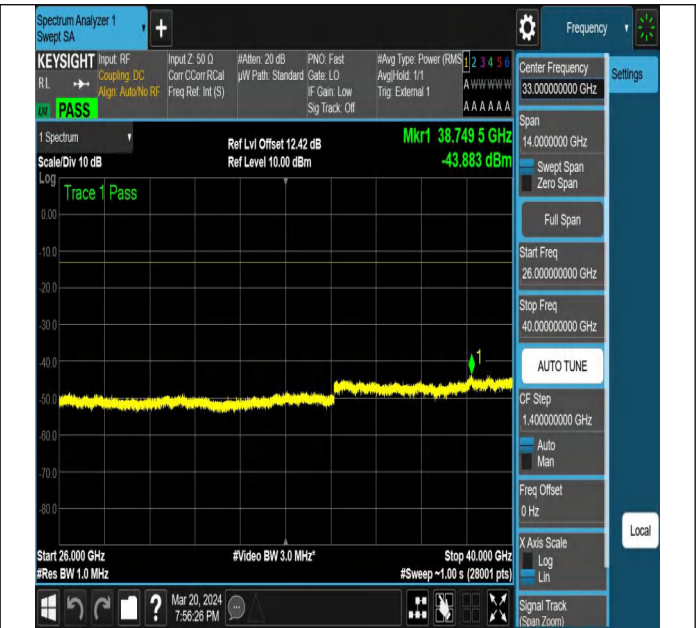 Spectrum Analyzer 1
Swept SA
+
Frequency
KEYSIGHT
Input: RF
Coupling: DC
Align: Auto/No RF
RL
PASS
Input Z: 50 Ω
Corr CCorr RCal
Freq Ref: Int (S)
#Atten: 20 dB
µW Path: Standard
PNO: Fast
Gate: LO
IF Gain: Low
Sig Track: Off
#Avg Type: Power (RMS
Avg|Hold: 1/1
Trig: External 1
1 2 3 4 5 6
A W W W W W
A A A A A A
1 Spectrum
Scale/Div 10 dB
Ref Lvl Offset 12.42 dB
Ref Level 10.00 dBm
Mkr1 38.749 5 GHz
-43.883 dBm
Log
Trace 1 Pass
0.00
-10.0
-20.0
-30.0
-40.0
-50.0
-60.0
-70.0
-80.0
1
Start 26.000 GHz
#Res BW 1.0 MHz
#Video BW 3.0 MHz*
Stop 40.000 GHz
#Sweep ~1.00 s (28001 pts)
Mar 20, 2024
7:56:26 PM
?
Center Frequency
33.000000000 GHz
Settings
Span
14.0000000 GHz
Swept Span
Zero Span
Full Span
Start Freq
26.000000000 GHz
Stop Freq
40.000000000 GHz
AUTO TUNE
CF Step
1.400000000 GHz
Auto
Man
Freq Offset
0 Hz
X Axis Scale
Log
Lin
Local
Signal Track
(Span Zoom)